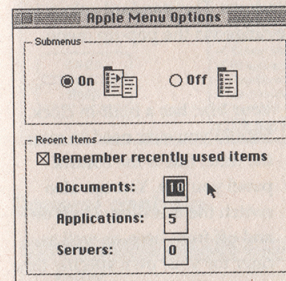 Apple Menu Options
Submenus
On
Off
Recent Items
Remember recently used items
Documents: 10
Applications: 5
Servers: 0